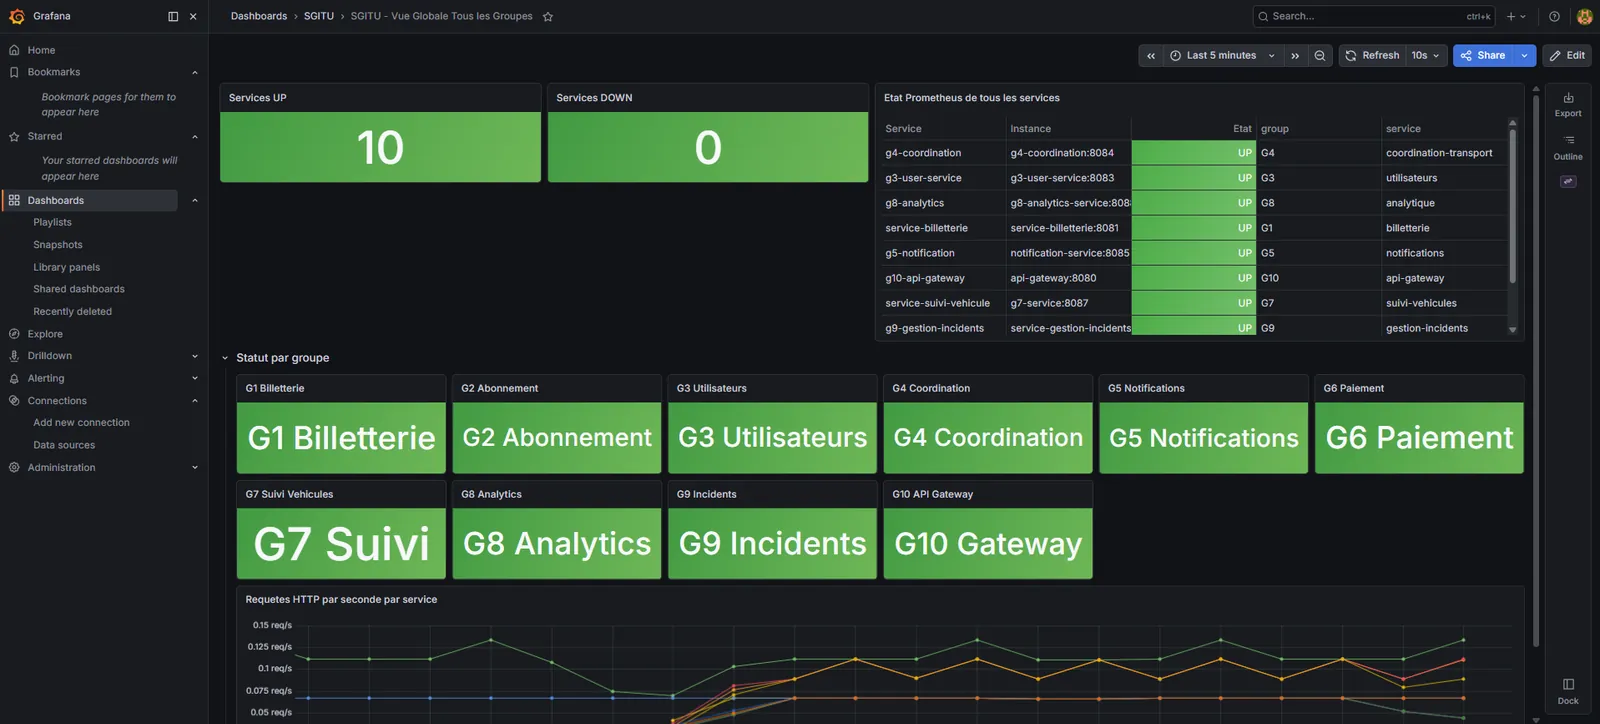 Grafana
Dashboards › SGITU › SGITU - Vue Globale Tous les Groupes
Search... ctrl+k
Home
Bookmarks
Bookmark pages for them to
appear here
Starred
Your starred dashboards will
appear here
Dashboards
Playlists
Snapshots
Library panels
Shared dashboards
Recently deleted
Explore
Drilldown
Alerting
Connections
Add new connection
Data sources
Administration
Last 5 minutes
Refresh 10s
Share
Edit
Services UP
10
Services DOWN
0
Etat Prometheus de tous les services
Service Instance Etat group service
g4-coordination g4-coordination:8084 UP G4 coordination-transport
g3-user-service g3-user-service:8083 UP G3 utilisateurs
g8-analytics g8-analytics-service:808 UP G8 analytique
service-billetterie service-billetterie:8081 UP G1 billetterie
g5-notification notification-service:8085 UP G5 notifications
g10-api-gateway api-gateway:8080 UP G10 api-gateway
service-suivi-vehicule g7-service:8087 UP G7 suivi-vehicules
g9-gestion-incidents service-gestion-incidents UP G9 gestion-incidents
Export
Outline
Statut par groupe
G1 Billetterie
G1 Billetterie
G2 Abonnement
G2 Abonnement
G3 Utilisateurs
G3 Utilisateurs
G4 Coordination
G4 Coordination
G5 Notifications
G5 Notifications
G6 Paiement
G6 Paiement
G7 Suivi Vehicules
G7 Suivi
G8 Analytics
G8 Analytics
G9 Incidents
G9 Incidents
G10 API Gateway
G10 Gateway
Requetes HTTP par seconde par service
0.15 req/s
0.125 req/s
0.1 req/s
0.075 req/s
0.05 req/s
Dock